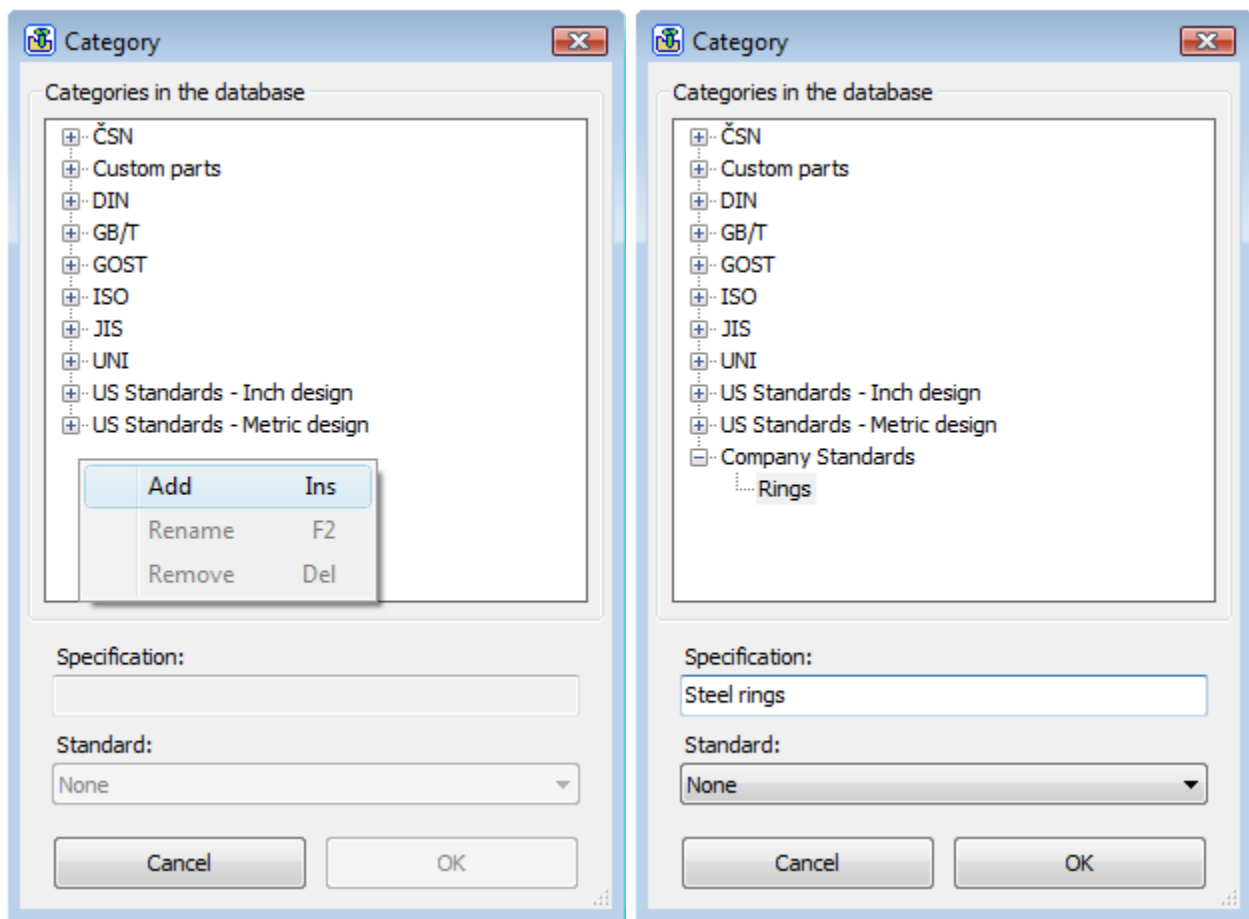 Category
Categories in the database
ČSN
Custom parts
DIN
GB/T
GOST
ISO
JIS
UNI
US Standards - Inch design
US Standards - Metric design
Add Ins
Rename F2
Remove Del
Specification:
Standard:
None
Cancel OK
Category
Categories in the database
ČSN
Custom parts
DIN
GB/T
GOST
ISO
JIS
UNI
US Standards - Inch design
US Standards - Metric design
Company Standards
Rings
Specification:
Steel rings
Standard:
None
Cancel OK